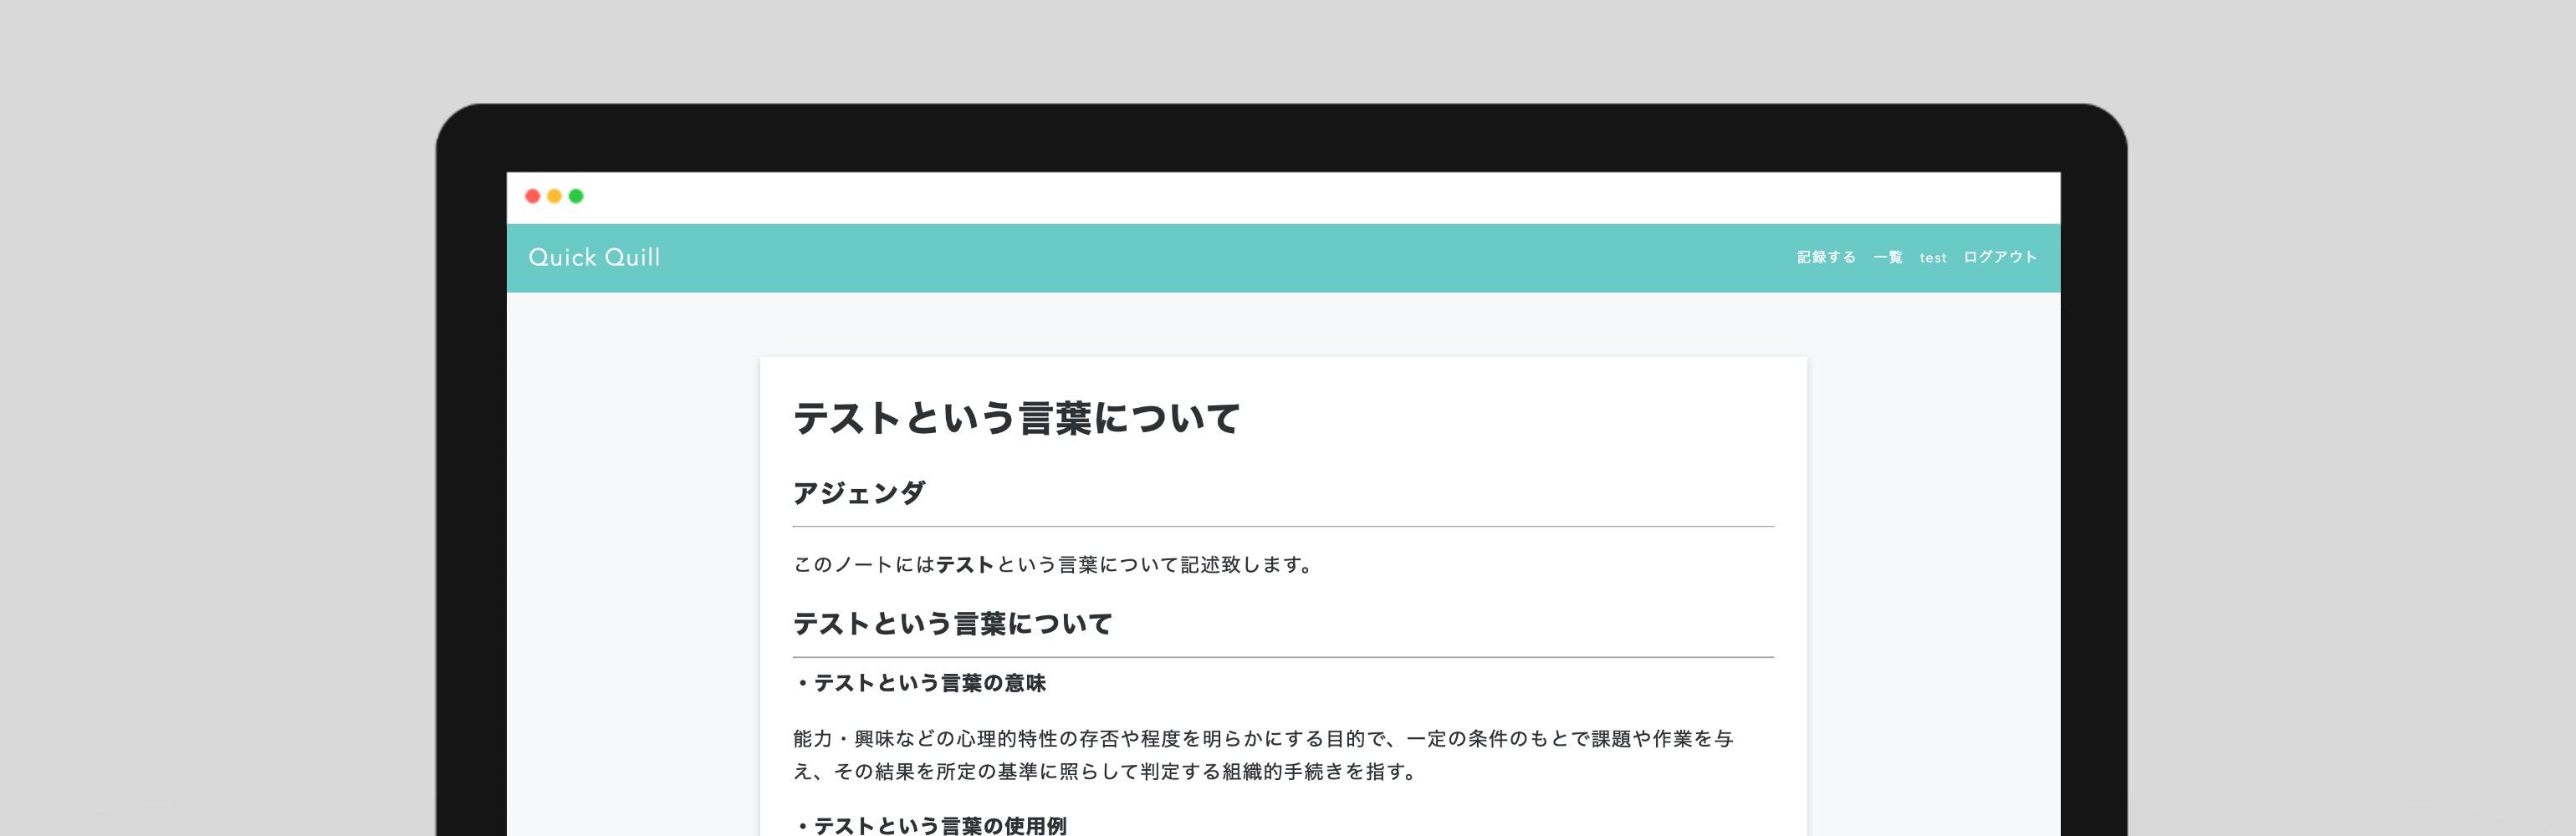 Quick Quill
記録する 一覧 test ログアウト
テストという言葉について
アジェンダ
このノートにはテストという言葉について記述致します。
テストという言葉について
・テストという言葉の意味
能力・興味などの心理的特性の存否や程度を明らかにする目的で、一定の条件のもとで課題や作業を与
え、その結果を所定の基準に照らして判定する組織的手続きを指す。
・テストという言葉の使用例